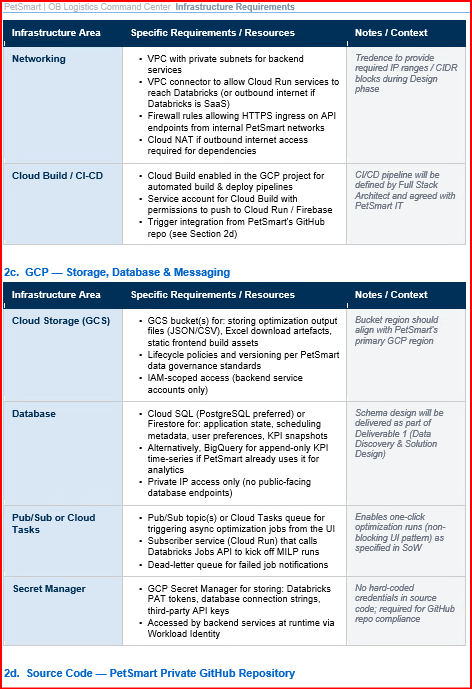 PetSmart | OB Logistics Command Center Infrastructure Requirements
Infrastructure Area Specific Requirements / Resources Notes / Context
Networking
• VPC with private subnets for backend
services
• VPC connector to allow Cloud Run services to
reach Databricks (or outbound internet if
Databricks is SaaS)
• Firewall rules allowing HTTPS ingress on API
endpoints from internal PetSmart networks
• Cloud NAT if outbound internet access
required for dependencies
Tredence to provide
required IP ranges / CIDR
blocks during Design
phase
Cloud Build / CI-CD
• Cloud Build enabled in the GCP project for
automated build & deploy pipelines
• Service account for Cloud Build with
permissions to push to Cloud Run / Firebase
• Trigger integration from PetSmart's GitHub
repo (see Section 2d)
CI/CD pipeline will be
defined by Full Stack
Architect and agreed with
PetSmart IT
2c. GCP — Storage, Database & Messaging
Infrastructure Area Specific Requirements / Resources Notes / Context
Cloud Storage (GCS)
• GCS bucket(s) for: storing optimization output
files (JSON/CSV), Excel download artefacts,
static frontend build assets
• Lifecycle policies and versioning per PetSmart
data governance standards
• IAM-scoped access (backend service
accounts only)
Bucket region should
align with PetSmart's
primary GCP region
Database
• Cloud SQL (PostgreSQL preferred) or
Firestore for: application state, scheduling
metadata, user preferences, KPI snapshots
• Alternatively, BigQuery for append-only KPI
time-series if PetSmart already uses it for
analytics
• Private IP access only (no public-facing
database endpoints)
Schema design will be
delivered as part of
Deliverable 1 (Data
Discovery & Solution
Design)
Pub/Sub or Cloud
Tasks
• Pub/Sub topic(s) or Cloud Tasks queue for
triggering async optimization jobs from the UI
• Subscriber service (Cloud Run) that calls
Databricks Jobs API to kick off MILP runs
• Dead-letter queue for failed job notifications
Enables one-click
optimization runs (non-
blocking UI pattern) as
specified in SoW
Secret Manager
• GCP Secret Manager for storing: Databricks
PAT tokens, database connection strings,
third-party API keys
• Accessed by backend services at runtime via
Workload Identity
No hard-coded
credentials in source
code; required for GitHub
repo compliance
2d. Source Code — PetSmart Private GitHub Repository